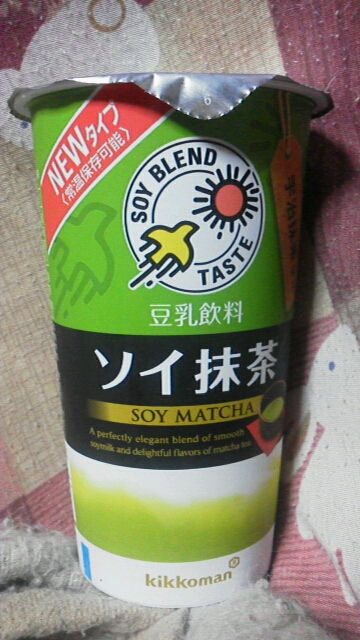 NEWタイプ
〈常温保存可能〉
SOY BLEND
TASTE
豆乳飲料
ソイ抹茶
SOY MATCHA
A perfectly elegant blend of smooth
soymilk and delightful flavors of matcha tea.
kikkoman®
6